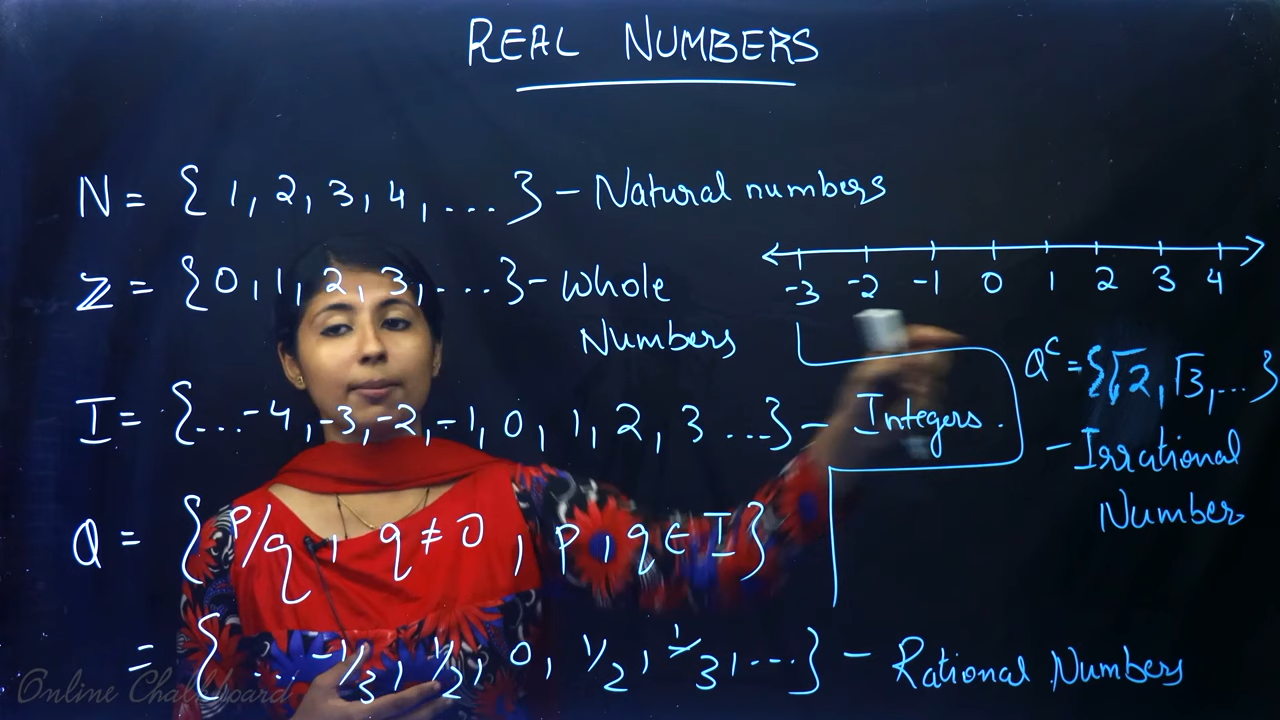 REAL NUMBERS
N = { 1, 2, 3, 4, .... } - Natural numbers
ℤ = { 0, 1, 2, 3, .... } - Whole
Numbers
-3 -2 -1 0 1 2 3 4
I = { ... -4, -3, -2, -1, 0, 1, 2, 3 ... } - Integers.
Qᶜ = { √2, √3, ... }
- Irrational
Number
Q = { P/q, q ≠ 0, p, q ∈ I }
= { ... -1/3, 1/2, 0, 1/2, 1/3, .... } - Rational Numbers
Online Chalkboard